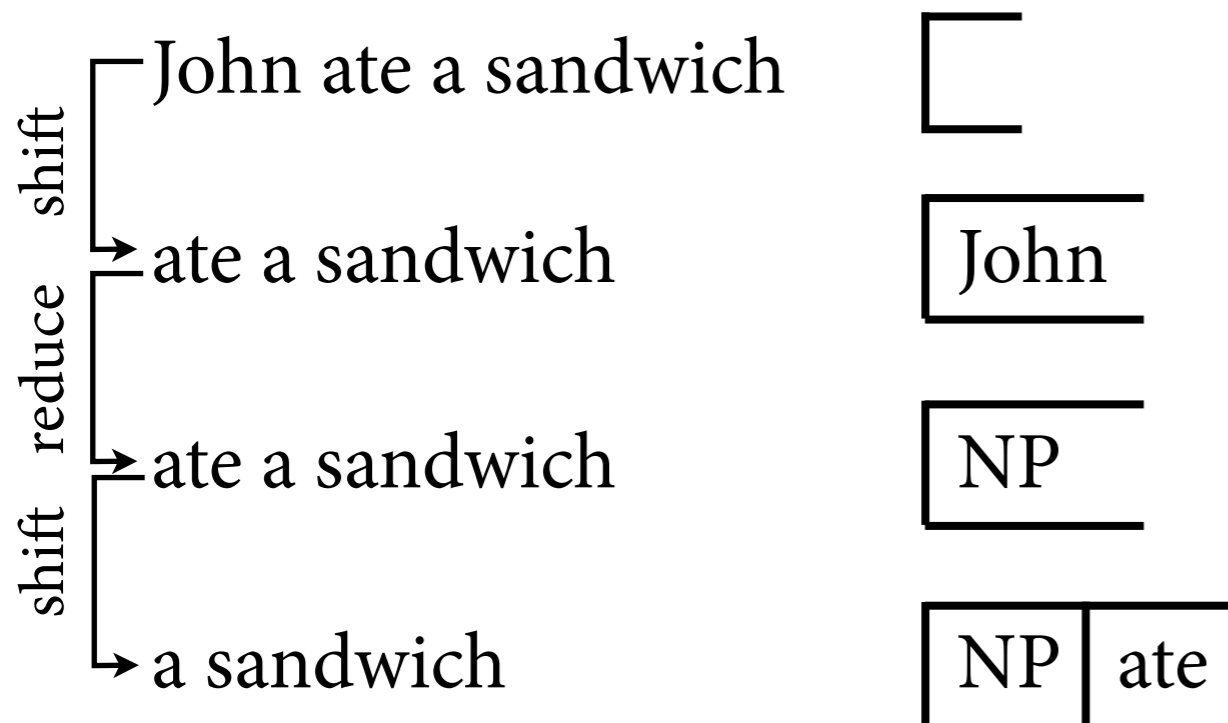 John ate a sandwich
shift
ate a sandwich John
reduce
ate a sandwich NP
shift
a sandwich NP ate